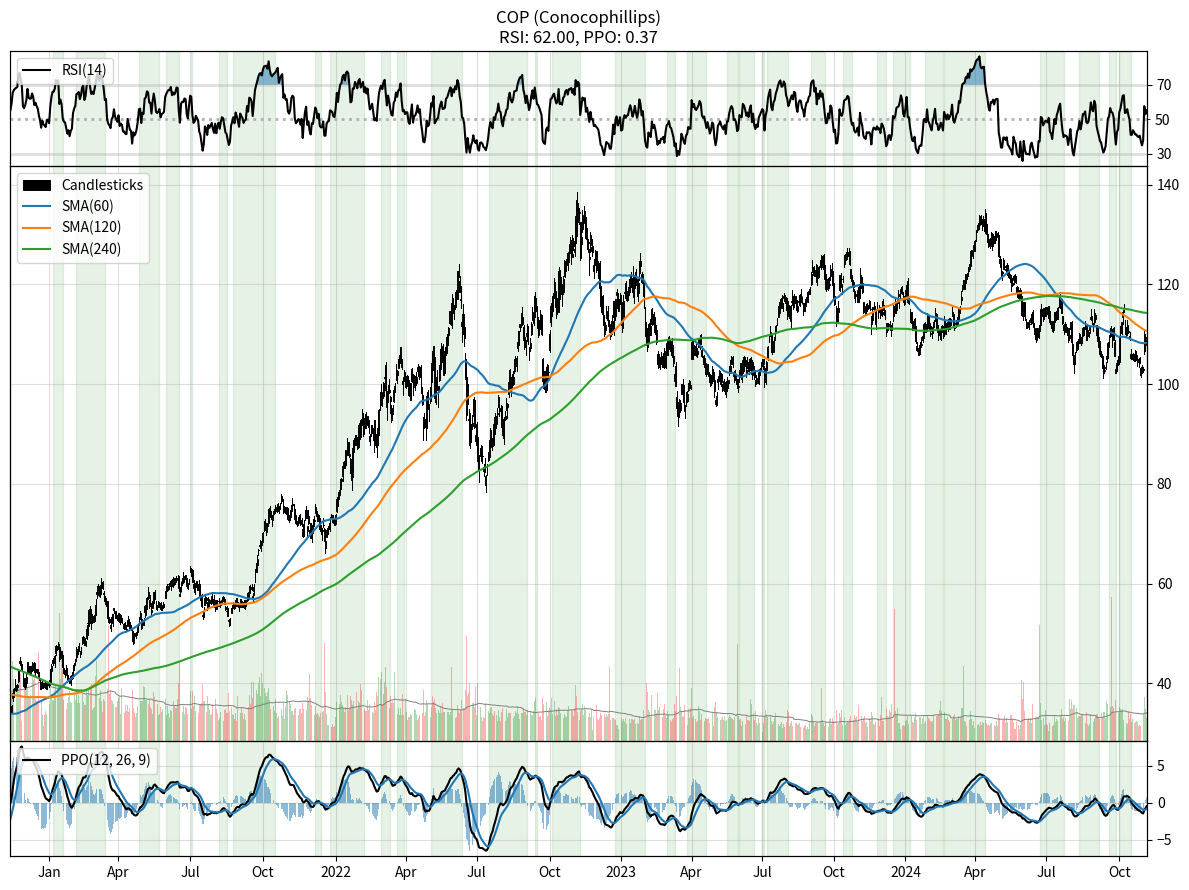 COP (Conocophillips)
RSI: 62.00, PPO: 0.37
RSI(14)
70
50
30
Candlesticks
SMA(60)
SMA(120)
SMA(240)
140
120
100
80
60
40
PPO(12, 26, 9)
5
0
−5
Jan Apr Jul Oct 2022 Apr Jul Oct 2023 Apr Jul Oct 2024 Apr Jul Oct